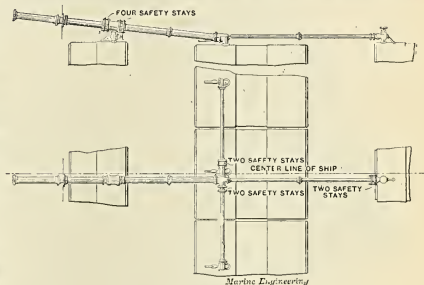 FOUR SAFETY STAYS
TWO SAFETY STAYS
CENTER LINE OF SHIP
TWO SAFETY STAYS
TWO SAFETY
STAYS
Marine Engineering